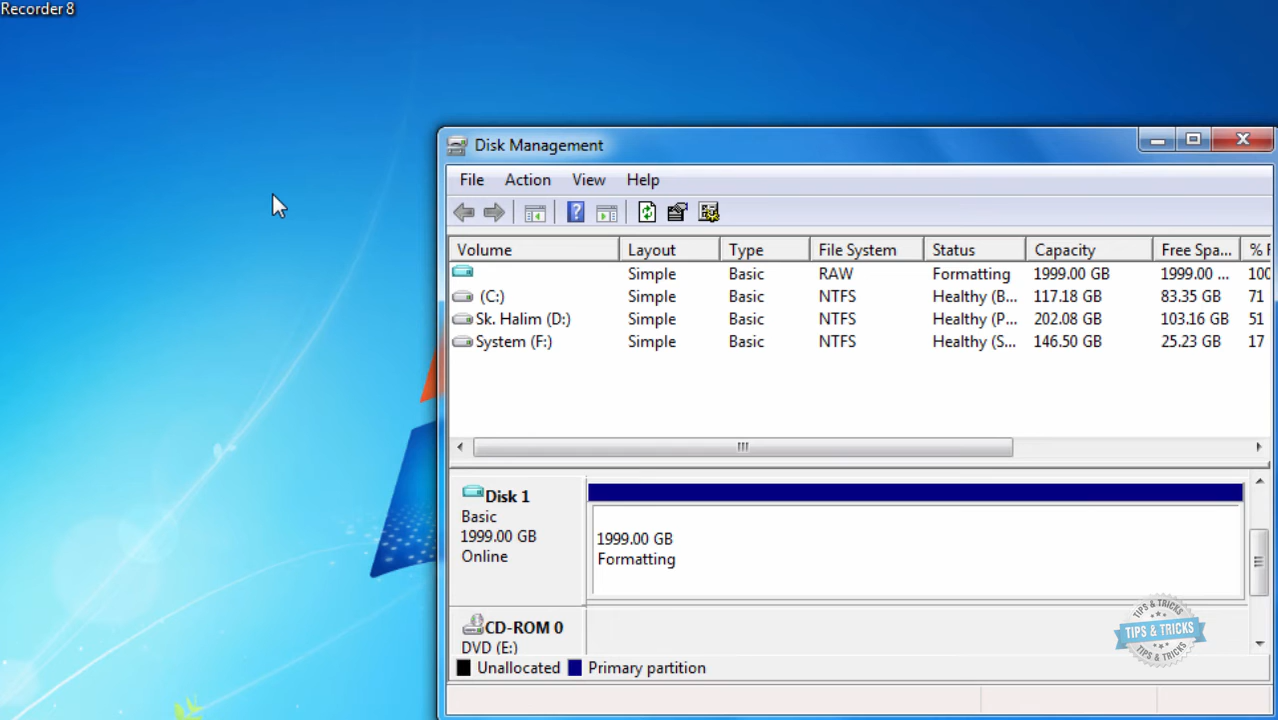 Recorder 8
Disk Management
File Action View Help
Volume Layout Type File System Status Capacity Free Spa... % F
Simple Basic RAW Formatting 1999.00 GB 1999.00 ... 100
(C:) Simple Basic NTFS Healthy (B... 117.18 GB 83.35 GB 71
Sk. Halim (D:) Simple Basic NTFS Healthy (P... 202.08 GB 103.16 GB 51
System (F:) Simple Basic NTFS Healthy (S... 146.50 GB 25.23 GB 17
Disk 1
Basic
1999.00 GB
Online
1999.00 GB
Formatting
CD-ROM 0
DVD (E:)
TIPS & TRICKS
TIPS & TRICKS
TIPS & TRICKS
Unallocated Primary partition